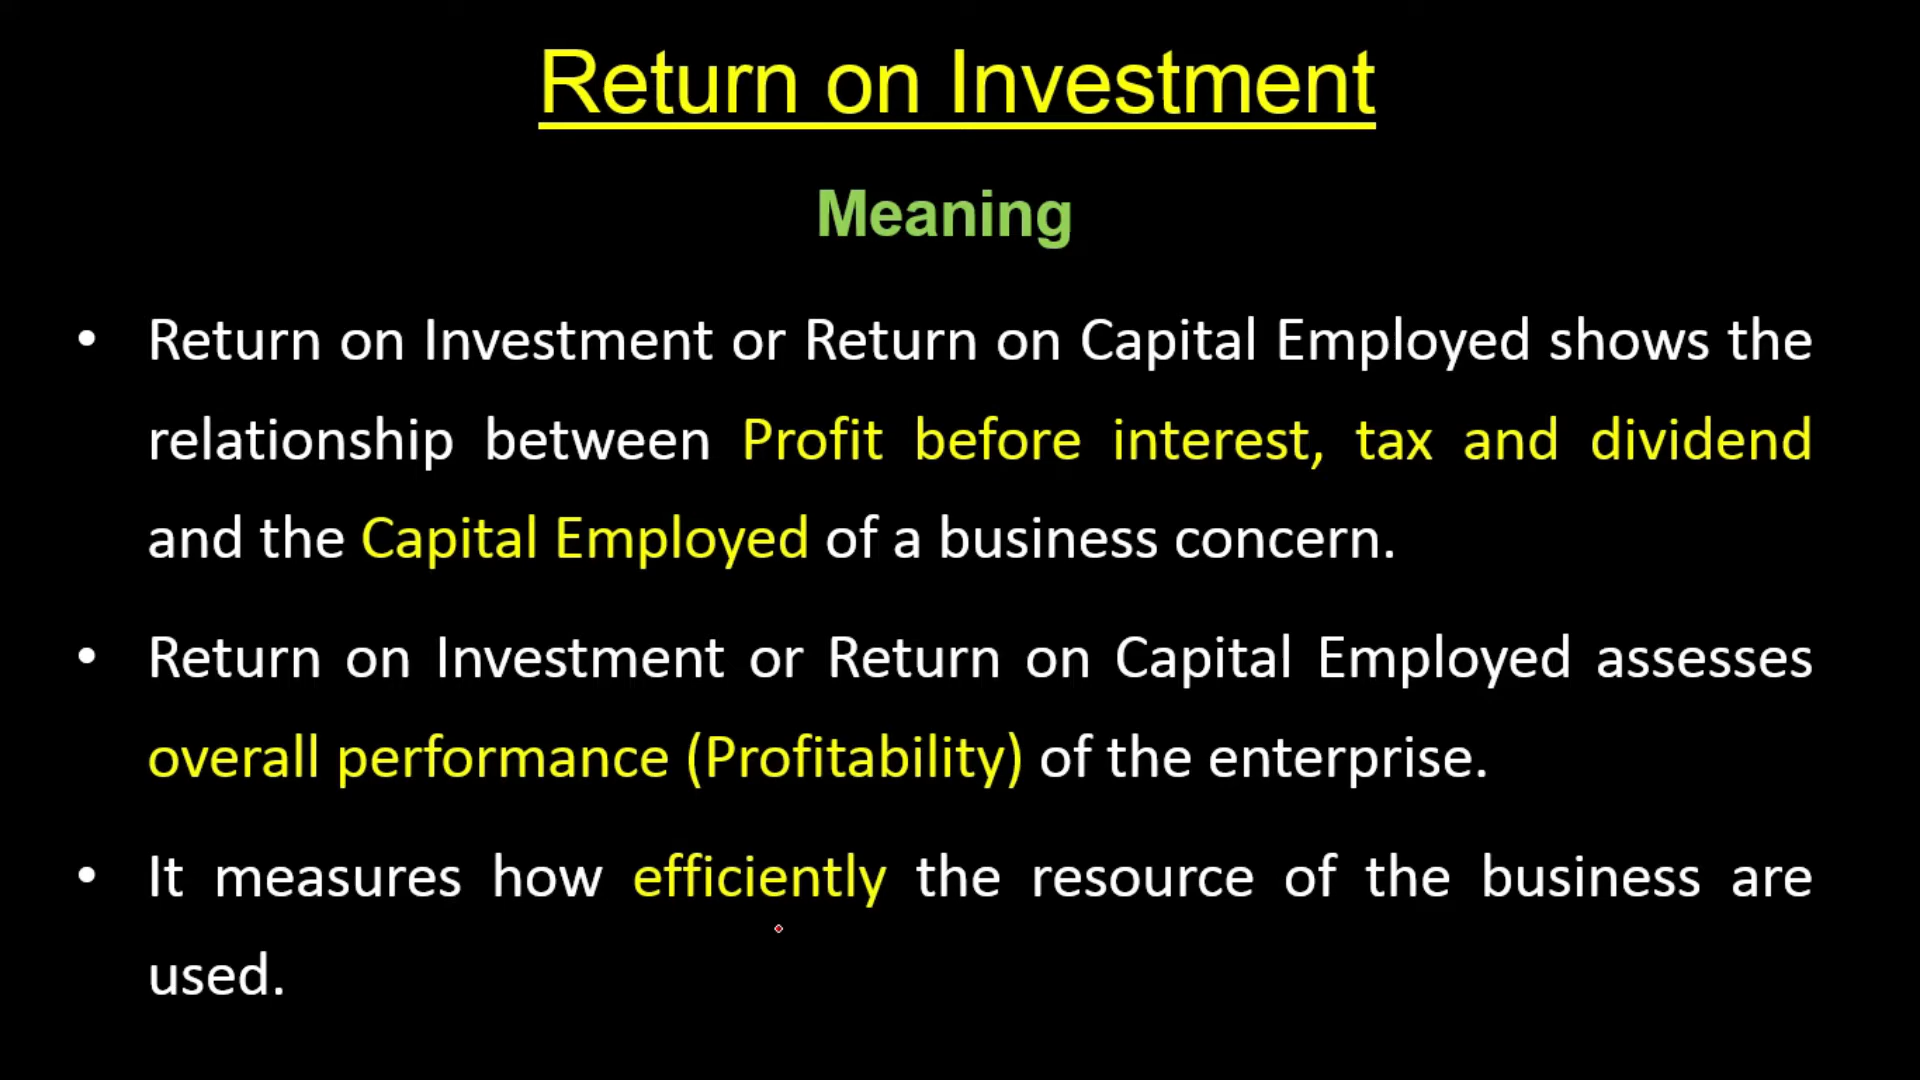 Return on Investment
Meaning
• Return on Investment or Return on Capital Employed shows the
relationship between Profit before interest, tax and dividend
and the Capital Employed of a business concern.
• Return on Investment or Return on Capital Employed assesses
overall performance (Profitability) of the enterprise.
• It measures how efficiently the resource of the business are
used.